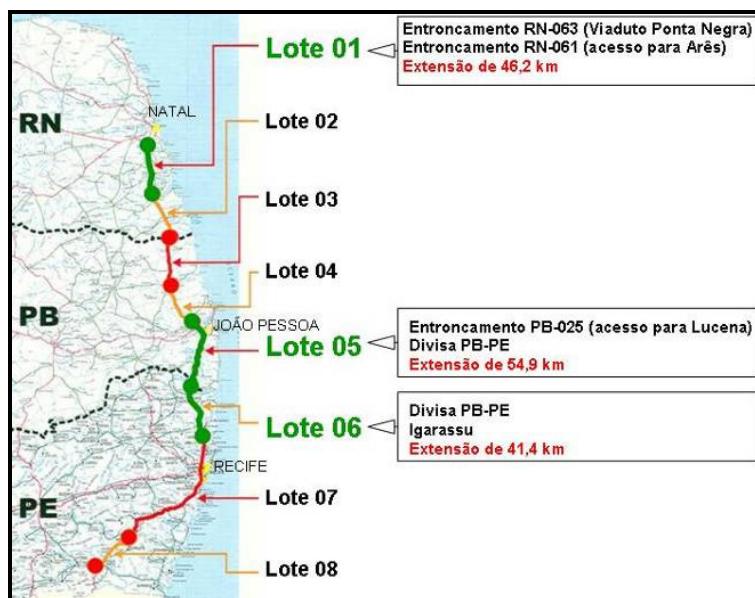 Lote 01
Entroncamento RN-063 (Viaduto Ponta Negra)
Entroncamento RN-061 (acesso para Arês)
Extensão de 46,2 km
NATAL
RN
Lote 02
Lote 03
Lote 04
PB
JOÃO PESSOA
Lote 05
Entroncamento PB-025 (acesso para Lucena)
Divisa PB-PE
Extensão de 54,9 km
Lote 06
Divisa PB-PE
Igarassu
Extensão de 41,4 km
RECIFE
PE
Lote 07
Lote 08